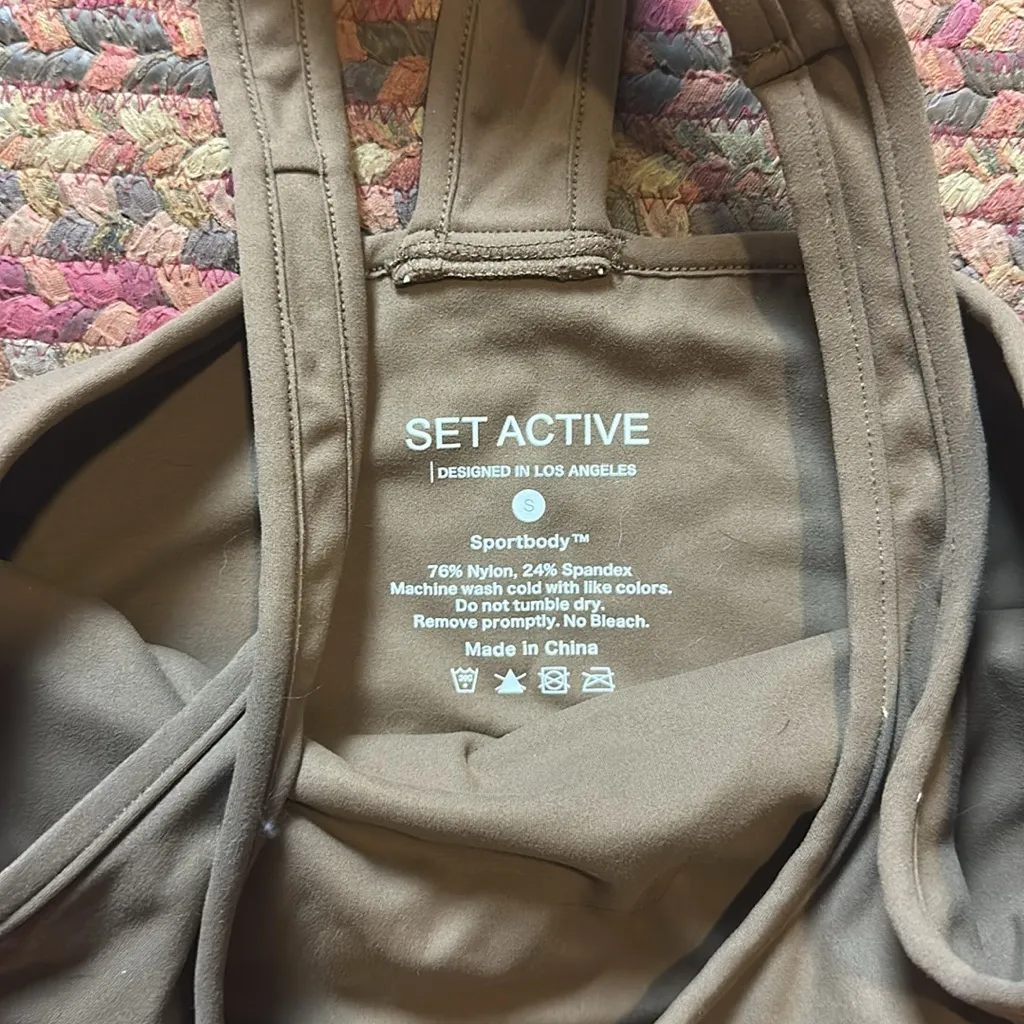 SET ACTIVE
DESIGNED IN LOS ANGELES
S
Sportbody™
76% Nylon, 24% Spandex
Machine wash cold with like colors.
Do not tumble dry.
Remove promptly. No Bleach.
Made in China